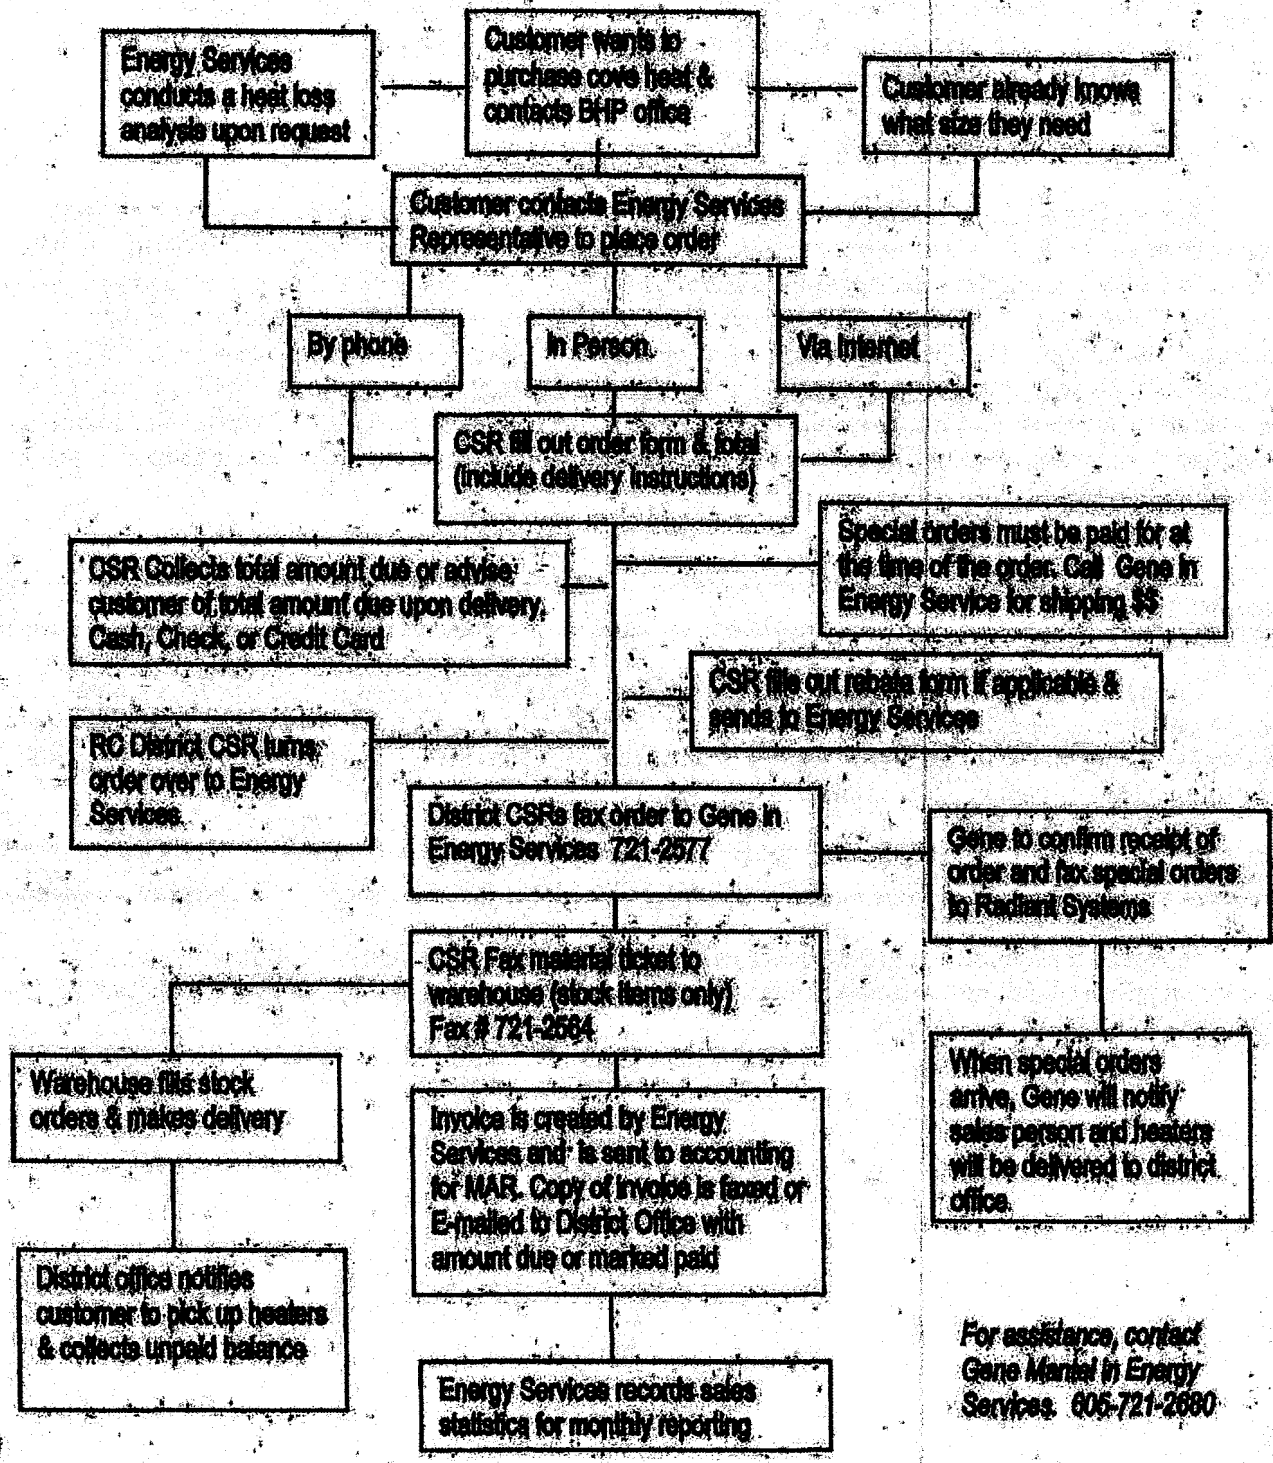 Energy Services
conducts a heat loss
analysis upon request
Customer wants to
purchase cove heat &
contacts BHP office
Customer already knows
what size they need
Customer contacts Energy Services
Representative to place order
By phone
In Person.
Via Internet
CSR fill out order form & total
(include delivery instructions)
Special orders must be paid for at
the time of the order. Call Gene in
Energy Service for shipping $$
CSR Collects total amount due or advise
customer of total amount due upon delivery.
Cash, Check, or Credit Card
CSR fills out rebate form if applicable &
sends to Energy Services
RC District CSR turns
order over to Energy
Services
District CSRs fax order to Gene in
Energy Services 721-2577
Gene to confirm receipt of
order and fax special orders
to Radiant Systems
CSR Fax material ticket to
warehouse (stock items only)
Fax # 721-2564
Warehouse fills stock
orders & makes delivery
When special orders
arrive, Gene will notify
sales person and heaters
will be delivered to district
office.
Invoice is created by Energy
Services and is sent to accounting
for MAR. Copy of invoice is faxed or
E-mailed to District Office with
amount due or marked paid
District office notifies
customer to pick up heaters
& collects unpaid balance
Energy Services records sales
statistics for monthly reporting
For assistance, contact
Gene in Energy
Services. 605-721-2680